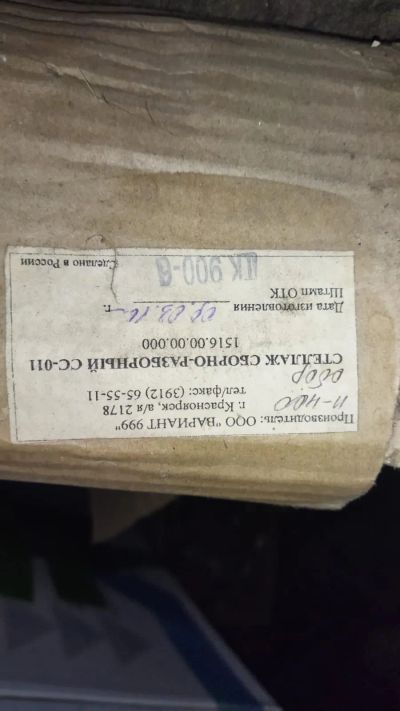 Производитель: ООО "ВАРИАНТ 999"
г. Красноярск, а/я 2178
тел/факс: (3912) 65-55-11
СТЕЛЛАЖ СБОРНО-РАЗБОРНЫЙ СС-011
1516.00.00.000
Дата изготовления г.
Штамп ОТК
Сделано в России